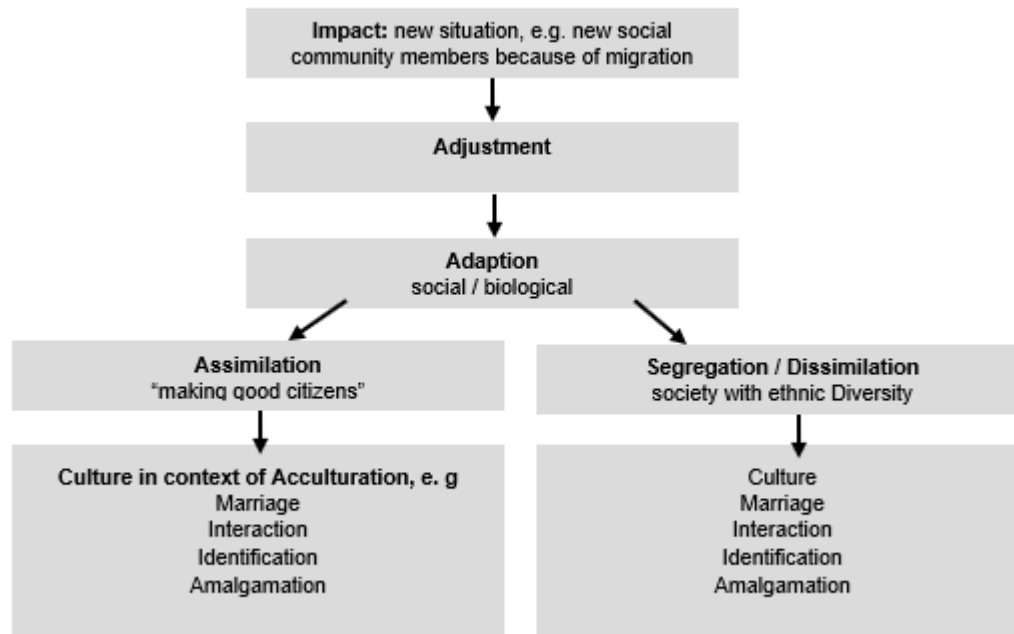 Impact: new situation, e.g. new social
community members because of migration
Adjustment
Adaption
social / biological
Assimilation
“making good citizens”
Segregation / Dissimilation
society with ethnic Diversity
Culture in context of Acculturation, e. g
Marriage
Interaction
Identification
Amalgamation
Culture
Marriage
Interaction
Identification
Amalgamation